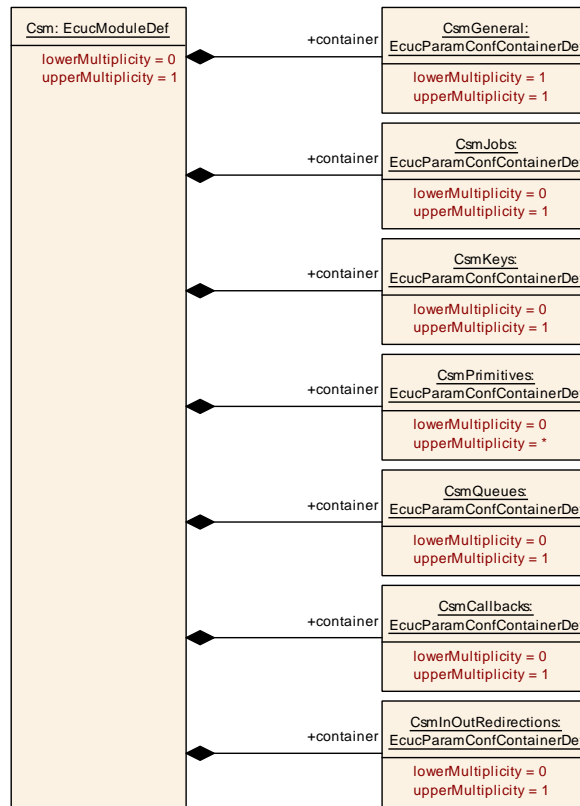 Csm: EcucModuleDef
lowerMultiplicity = 0
upperMultiplicity = 1
+container
CsmGeneral:
EcucParamConfContainerDef
lowerMultiplicity = 1
upperMultiplicity = 1
+container
CsmJobs:
EcucParamConfContainerDef
lowerMultiplicity = 0
upperMultiplicity = 1
+container
CsmKeys:
EcucParamConfContainerDef
lowerMultiplicity = 0
upperMultiplicity = 1
+container
CsmPrimitives:
EcucParamConfContainerDef
lowerMultiplicity = 0
upperMultiplicity = *
+container
CsmQueues:
EcucParamConfContainerDef
lowerMultiplicity = 0
upperMultiplicity = 1
+container
CsmCallbacks:
EcucParamConfContainerDef
lowerMultiplicity = 0
upperMultiplicity = 1
+container
CsmInOutRedirections:
EcucParamConfContainerDef
lowerMultiplicity = 0
upperMultiplicity = 1